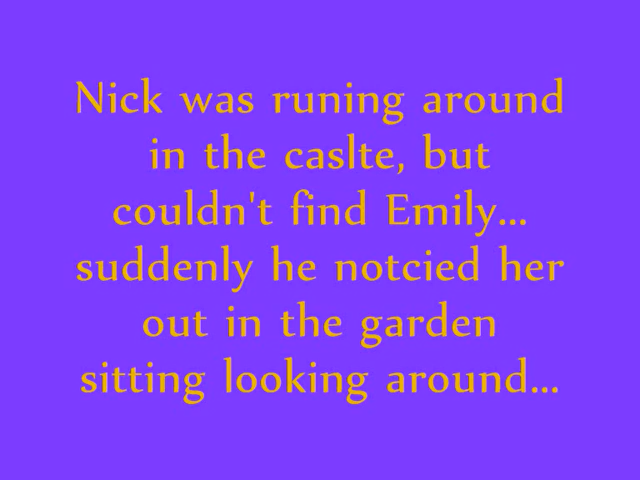 Nick was runing around
in the caslte, but
couldn't find Emily...
suddenly he notcied her
out in the garden
sitting looking around...